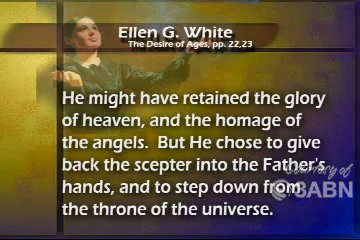 Ellen G. White
The Desire of Ages, pp. 22,23
He might have retained the glory
of heaven, and the homage of
the angels.  But He chose to give
back the scepter into the Father's
hands, and to step down from
the throne of the universe.
Courtesy of
3ABN